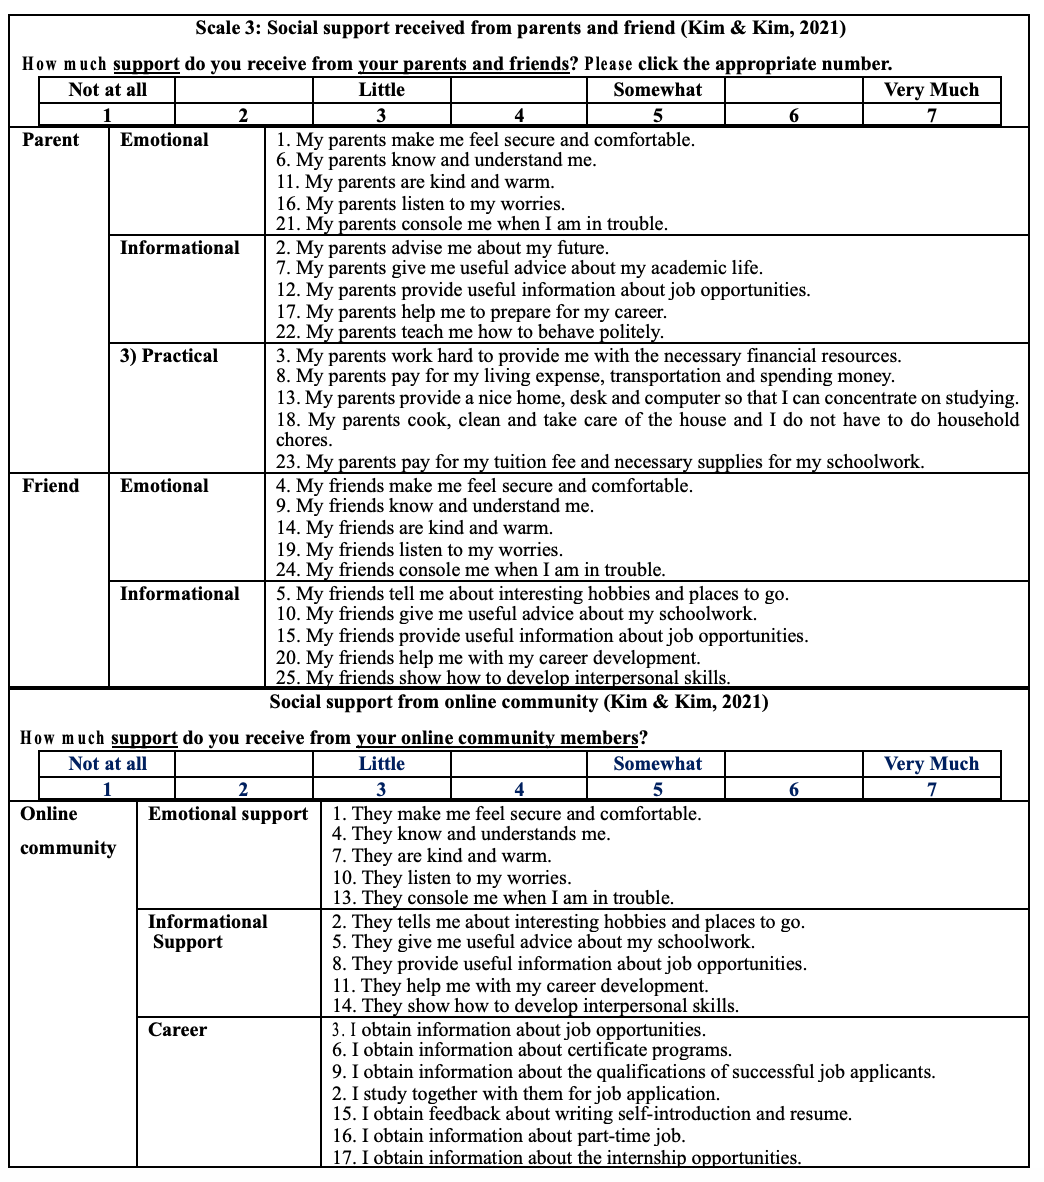 Scale 3: Social support received from parents and friend (Kim & Kim, 2021)
How much support do you receive from your parents and friends? Please click the appropriate number.
Not at all Little Somewhat Very Much
1 2 3 4 5 6 7
Parent Emotional 1. My parents make me feel secure and comfortable.
6. My parents know and understand me.
11. My parents are kind and warm.
16. My parents listen to my worries.
21. My parents console me when I am in trouble.
Informational 2. My parents advise me about my future.
7. My parents give me useful advice about my academic life.
12. My parents provide useful information about job opportunities.
17. My parents help me to prepare for my career.
22. My parents teach me how to behave politely.
3) Practical 3. My parents work hard to provide me with the necessary financial resources.
8. My parents pay for my living expense, transportation and spending money.
13. My parents provide a nice home, desk and computer so that I can concentrate on studying.
18. My parents cook, clean and take care of the house and I do not have to do household
chores.
23. My parents pay for my tuition fee and necessary supplies for my schoolwork.
Friend Emotional 4. My friends make me feel secure and comfortable.
9. My friends know and understand me.
14. My friends are kind and warm.
19. My friends listen to my worries.
24. My friends console me when I am in trouble.
Informational 5. My friends tell me about interesting hobbies and places to go.
10. My friends give me useful advice about my schoolwork.
15. My friends provide useful information about job opportunities.
20. My friends help me with my career development.
25. My friends show how to develop interpersonal skills.
Social support from online community (Kim & Kim, 2021)
How much support do you receive from your online community members?
Not at all Little Somewhat Very Much
1 2 3 4 5 6 7
Online Emotional support 1. They make me feel secure and comfortable.
4. They know and understands me.
community 7. They are kind and warm.
10. They listen to my worries.
13. They console me when I am in trouble.
Informational 2. They tells me about interesting hobbies and places to go.
Support 5. They give me useful advice about my schoolwork.
8. They provide useful information about job opportunities.
11. They help me with my career development.
14. They show how to develop interpersonal skills.
Career 3. I obtain information about job opportunities.
6. I obtain information about certificate programs.
9. I obtain information about the qualifications of successful job applicants.
2. I study together with them for job application.
15. I obtain feedback about writing self-introduction and resume.
16. I obtain information about part-time job.
17. I obtain information about the internship opportunities.